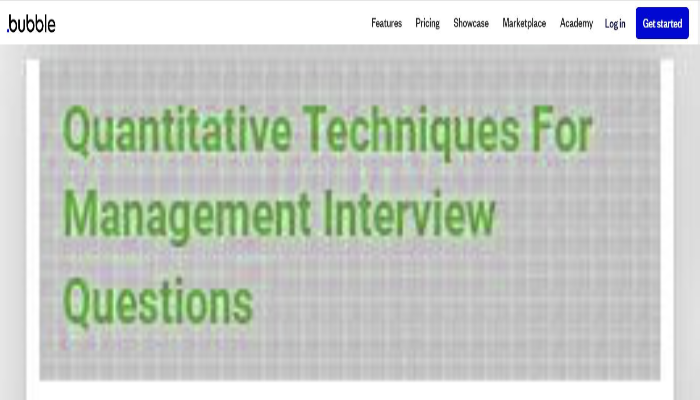 .bubble
Features Pricing Showcase Marketplace Academy Log in Get started
Quantitative Techniques For
Management Interview
Questions